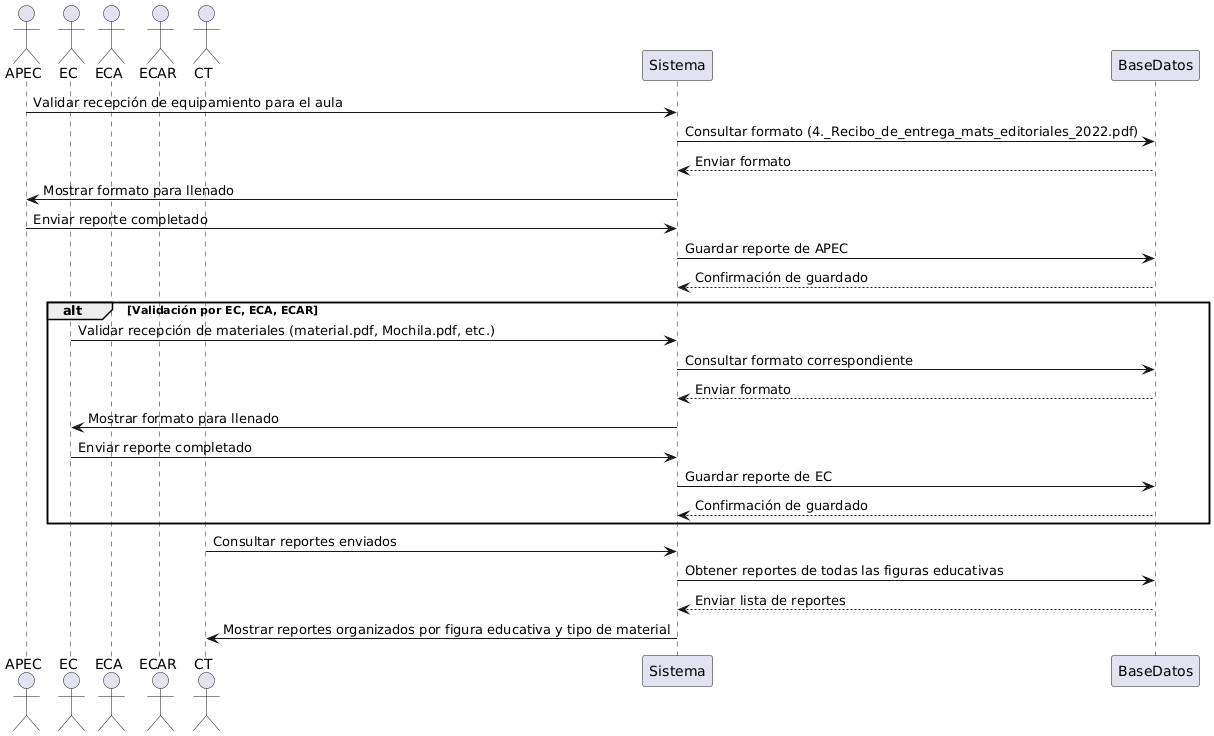 APEC EC ECA ECAR CT Sistema BaseDatos
Validar recepción de equipamiento para el aula
Consultar formato (4._Recibo_de_entrega_mats_editoriales_2022.pdf)
Enviar formato
Mostrar formato para llenado
Enviar reporte completado
Guardar reporte de APEC
Confirmación de guardado
alt [Validación por EC, ECA, ECAR]
Validar recepción de materiales (material.pdf, Mochila.pdf, etc.)
Consultar formato correspondiente
Enviar formato
Mostrar formato para llenado
Enviar reporte completado
Guardar reporte de EC
Confirmación de guardado
Consultar reportes enviados
Obtener reportes de todas las figuras educativas
Enviar lista de reportes
Mostrar reportes organizados por figura educativa y tipo de material
APEC EC ECA ECAR CT Sistema BaseDatos